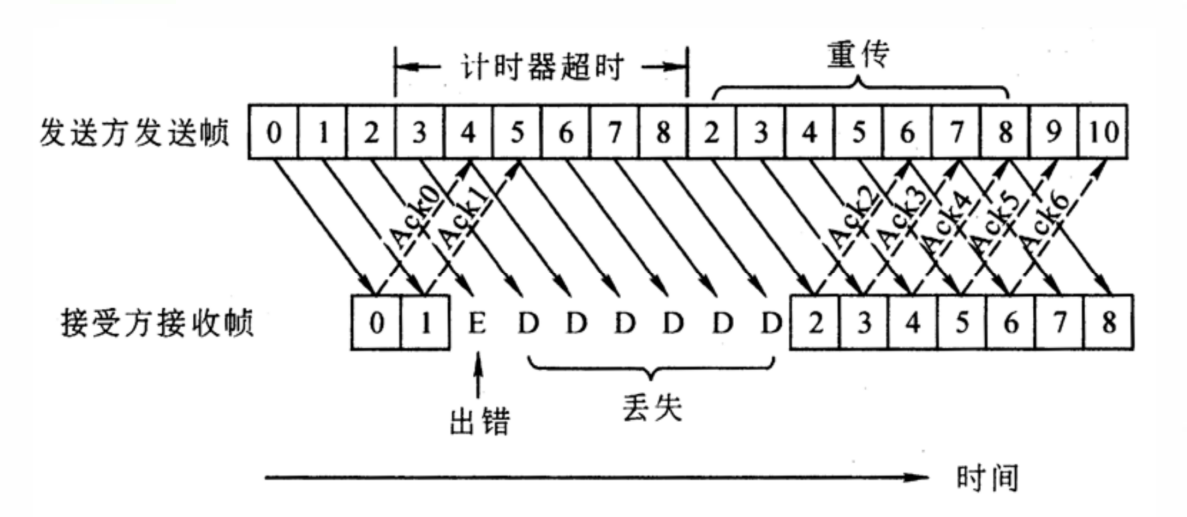 计时器超时
重传
发送方发送帧 0 1 2 3 4 5 6 7 8 2 3 4 5 6 7 8 9 10
Ack0 Ack1 Ack2 Ack3 Ack4 Ack5 Ack6
接受方接收帧 0 1 E D D D D D D 2 3 4 5 6 7 8
出错
丢失
时间